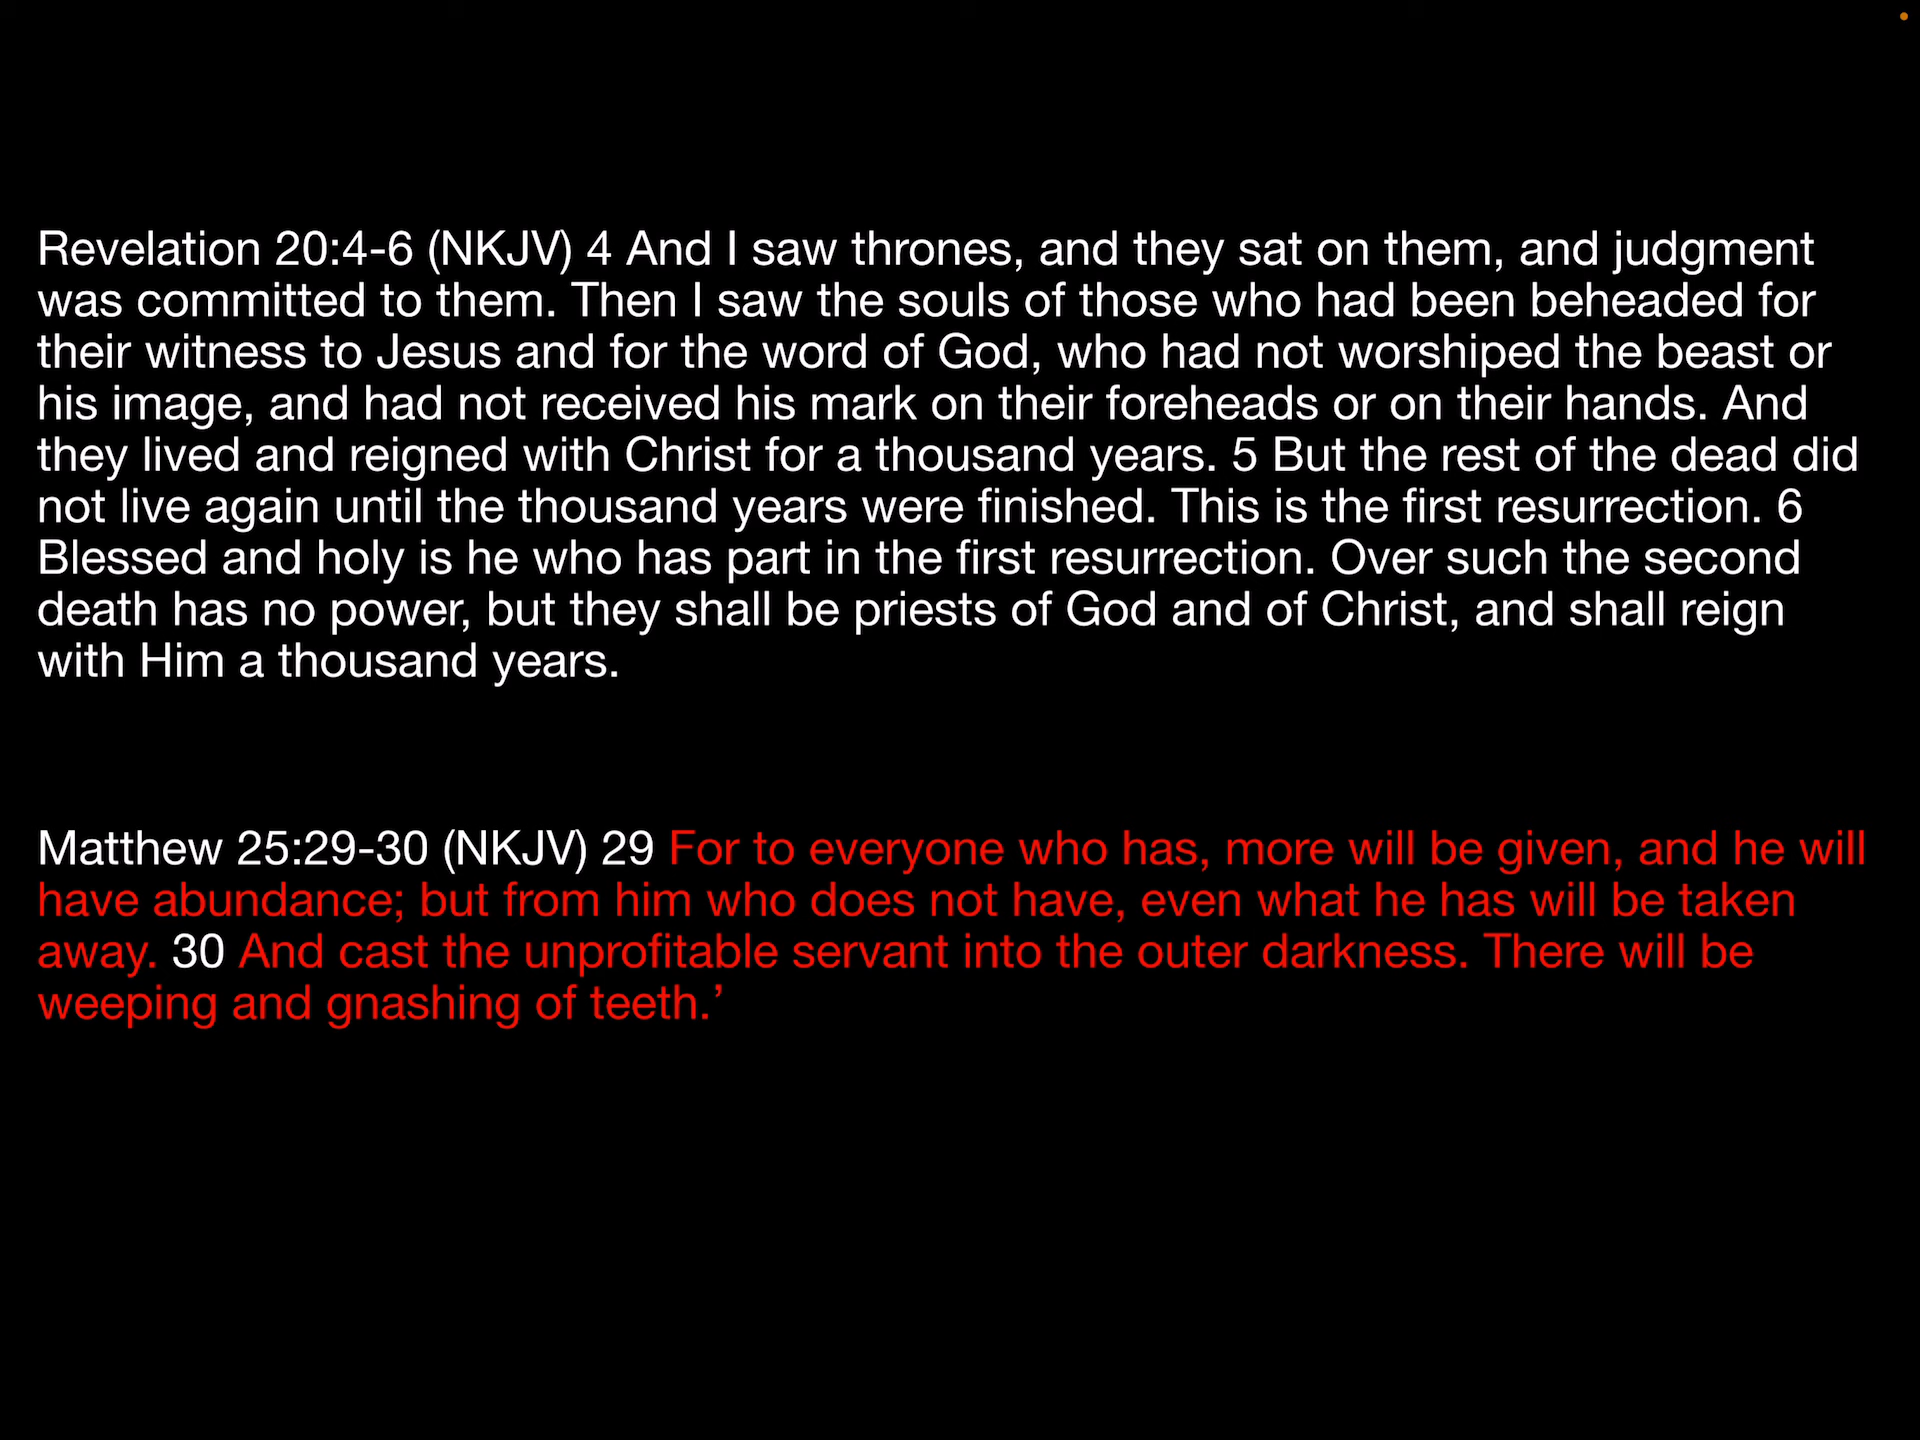 Revelation 20:4-6 (NKJV) 4 And I saw thrones, and they sat on them, and judgment
was committed to them. Then I saw the souls of those who had been beheaded for
their witness to Jesus and for the word of God, who had not worshiped the beast or
his image, and had not received his mark on their foreheads or on their hands. And
they lived and reigned with Christ for a thousand years. 5 But the rest of the dead did
not live again until the thousand years were finished. This is the first resurrection. 6
Blessed and holy is he who has part in the first resurrection. Over such the second
death has no power, but they shall be priests of God and of Christ, and shall reign
with Him a thousand years.
Matthew 25:29-30 (NKJV) 29 For to everyone who has, more will be given, and he will
have abundance; but from him who does not have, even what he has will be taken
away. 30 And cast the unprofitable servant into the outer darkness. There will be
weeping and gnashing of teeth.’